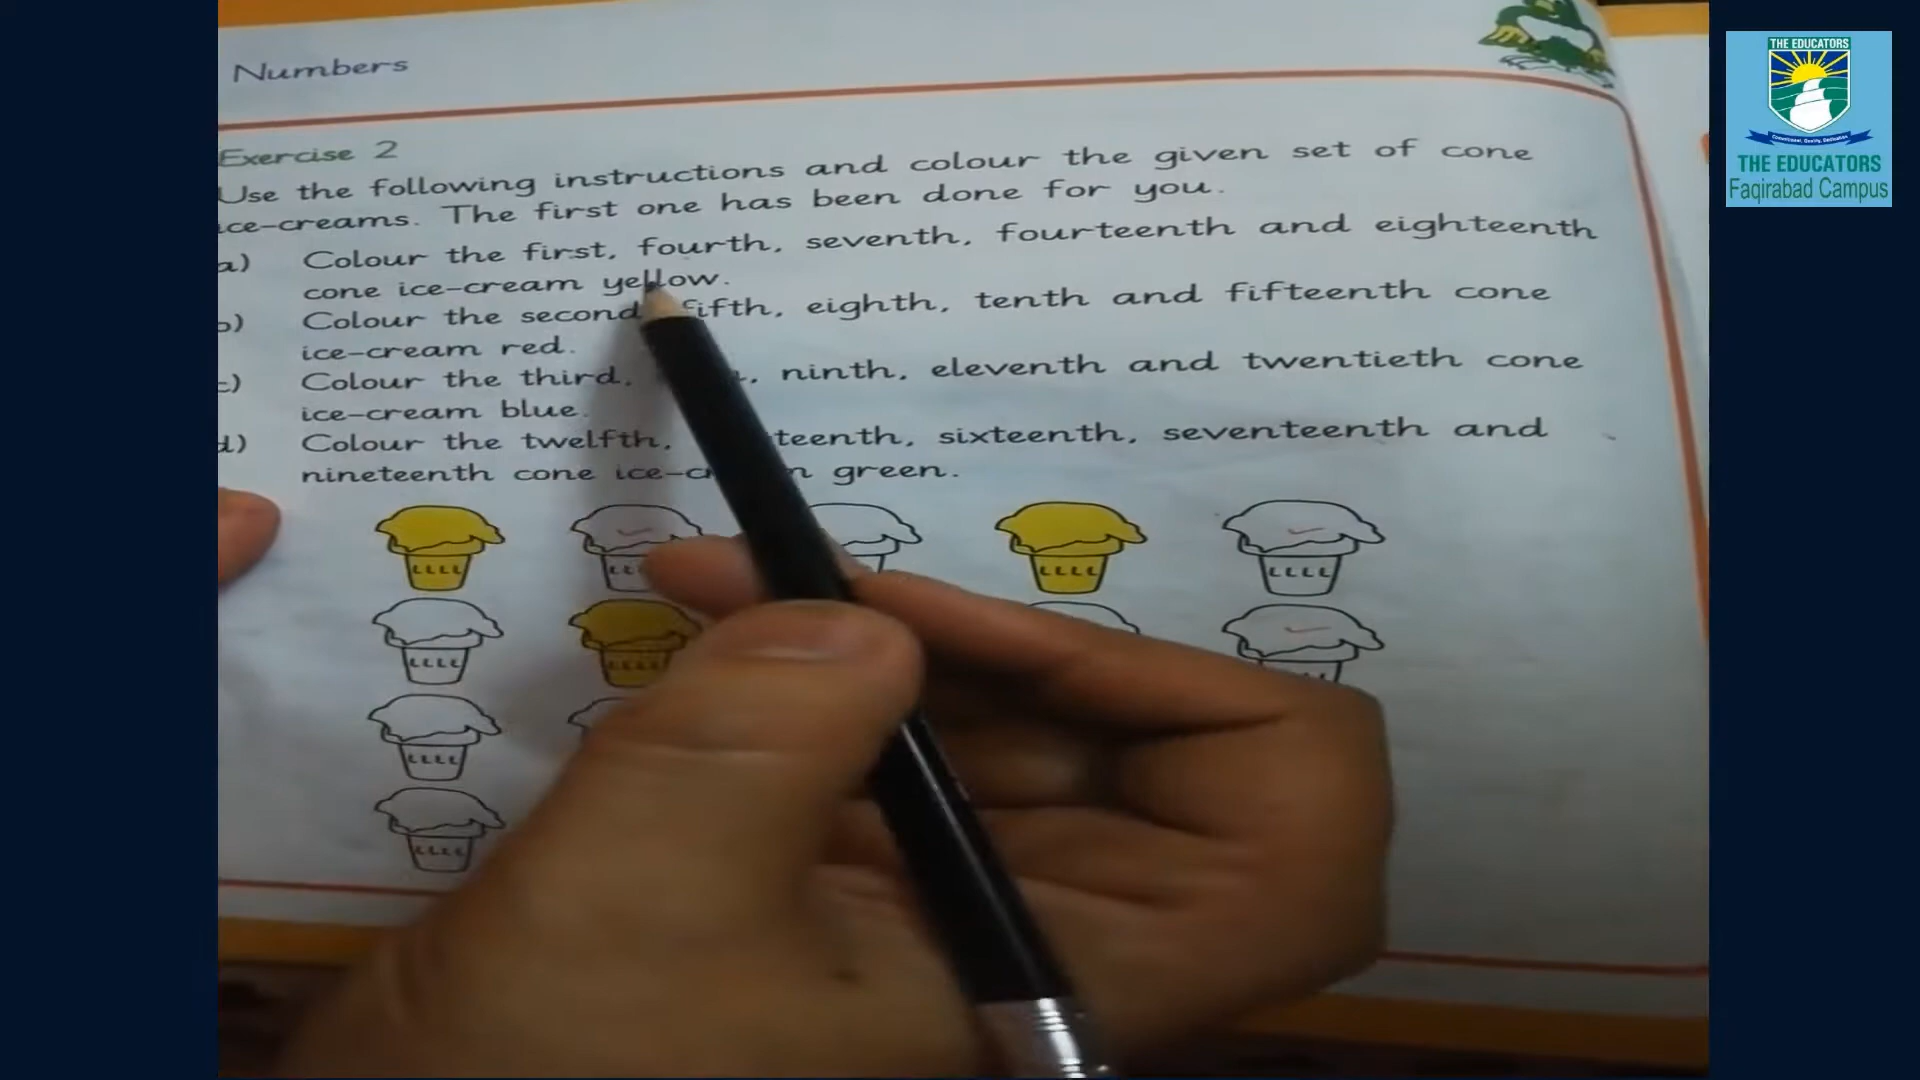 Numbers
Exercise 2
Use the following instructions and colour the given set of cone
ice-creams. The first one has been done for you.
a) Colour the first, fourth, seventh, fourteenth and eighteenth
cone ice-cream yellow.
b) Colour the second, fifth, eighth, tenth and fifteenth cone
ice-cream red.
c) Colour the third, ninth, eleventh and twentieth cone
ice-cream blue.
d) Colour the twelfth, teenth, sixteenth, seventeenth and
nineteenth cone ice-cream green.
THE EDUCATORS
THE EDUCATORS
Faqirabad Campus